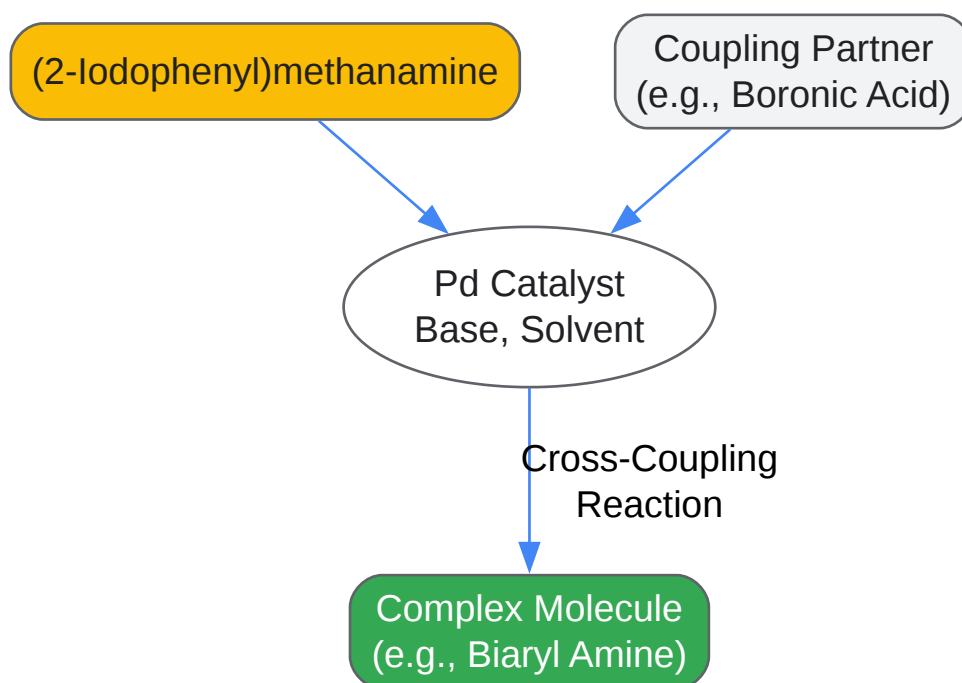 (2-Iodophenyl)methanamine
Coupling Partner
(e.g., Boronic Acid)
Pd Catalyst
Base, Solvent
Cross-Coupling
Reaction
Complex Molecule
(e.g., Biaryl Amine)